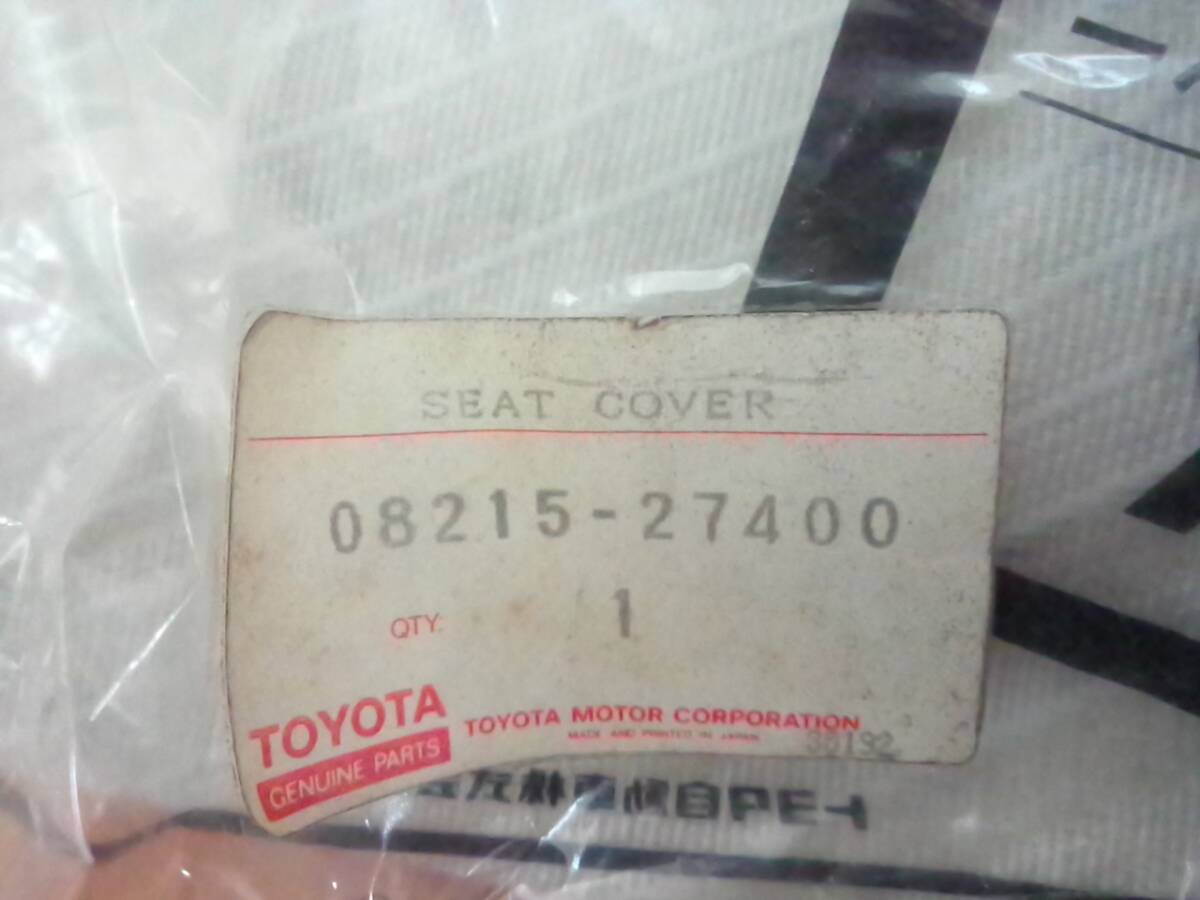 SEAT COVER
08215-27400
QTY. 1
TOYOTA
GENUINE PARTS
TOYOTA MOTOR CORPORATION
MADE AND PRINTED IN JAPAN